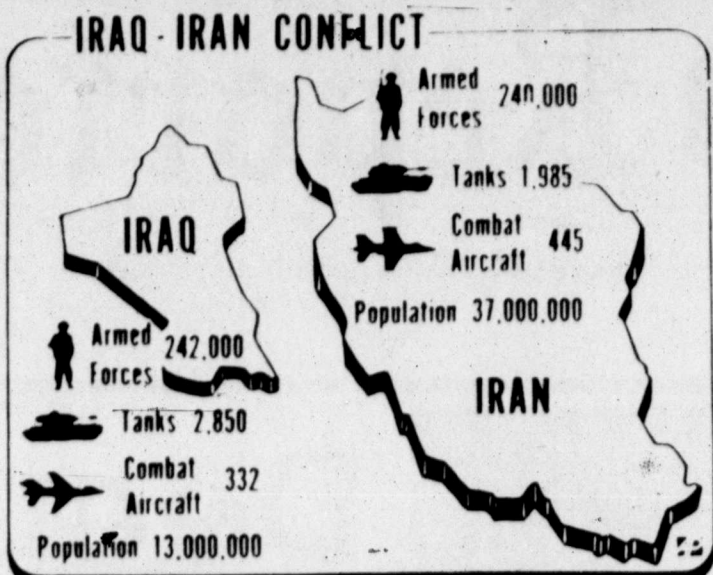 IRAQ - IRAN CONFLICT
Armed Forces 240,000
Tanks 1,985
Combat Aircraft 445
Population 37,000,000
IRAN
IRAQ
Armed Forces 242,000
Tanks 2,850
Combat Aircraft 332
Population 13,000,000